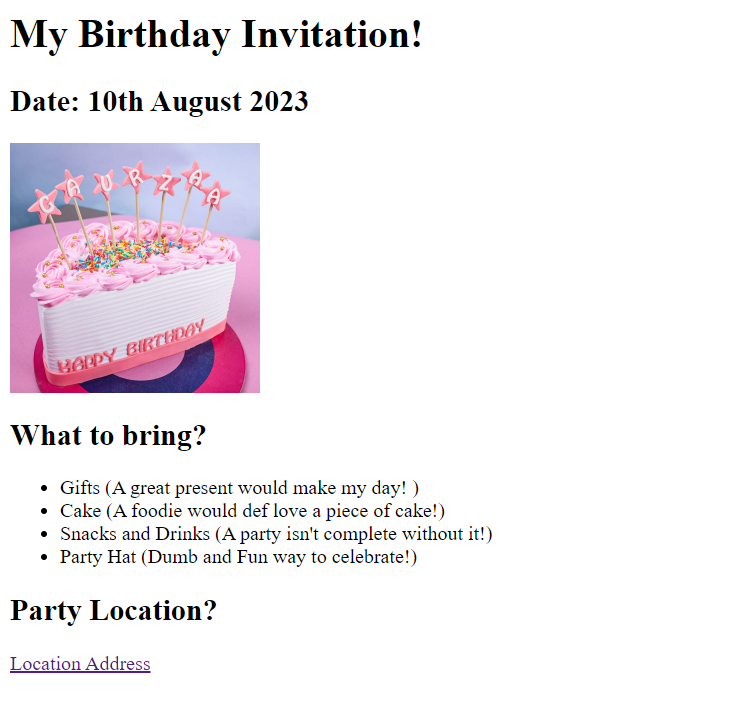 My Birthday Invitation!
Date: 10th August 2023
GAURZAA
HAPPY BIRTHDAY
What to bring?
• Gifts (A great present would make my day! )
• Cake (A foodie would def love a piece of cake!)
• Snacks and Drinks (A party isn't complete without it!)
• Party Hat (Dumb and Fun way to celebrate!)
Party Location?
Location Address